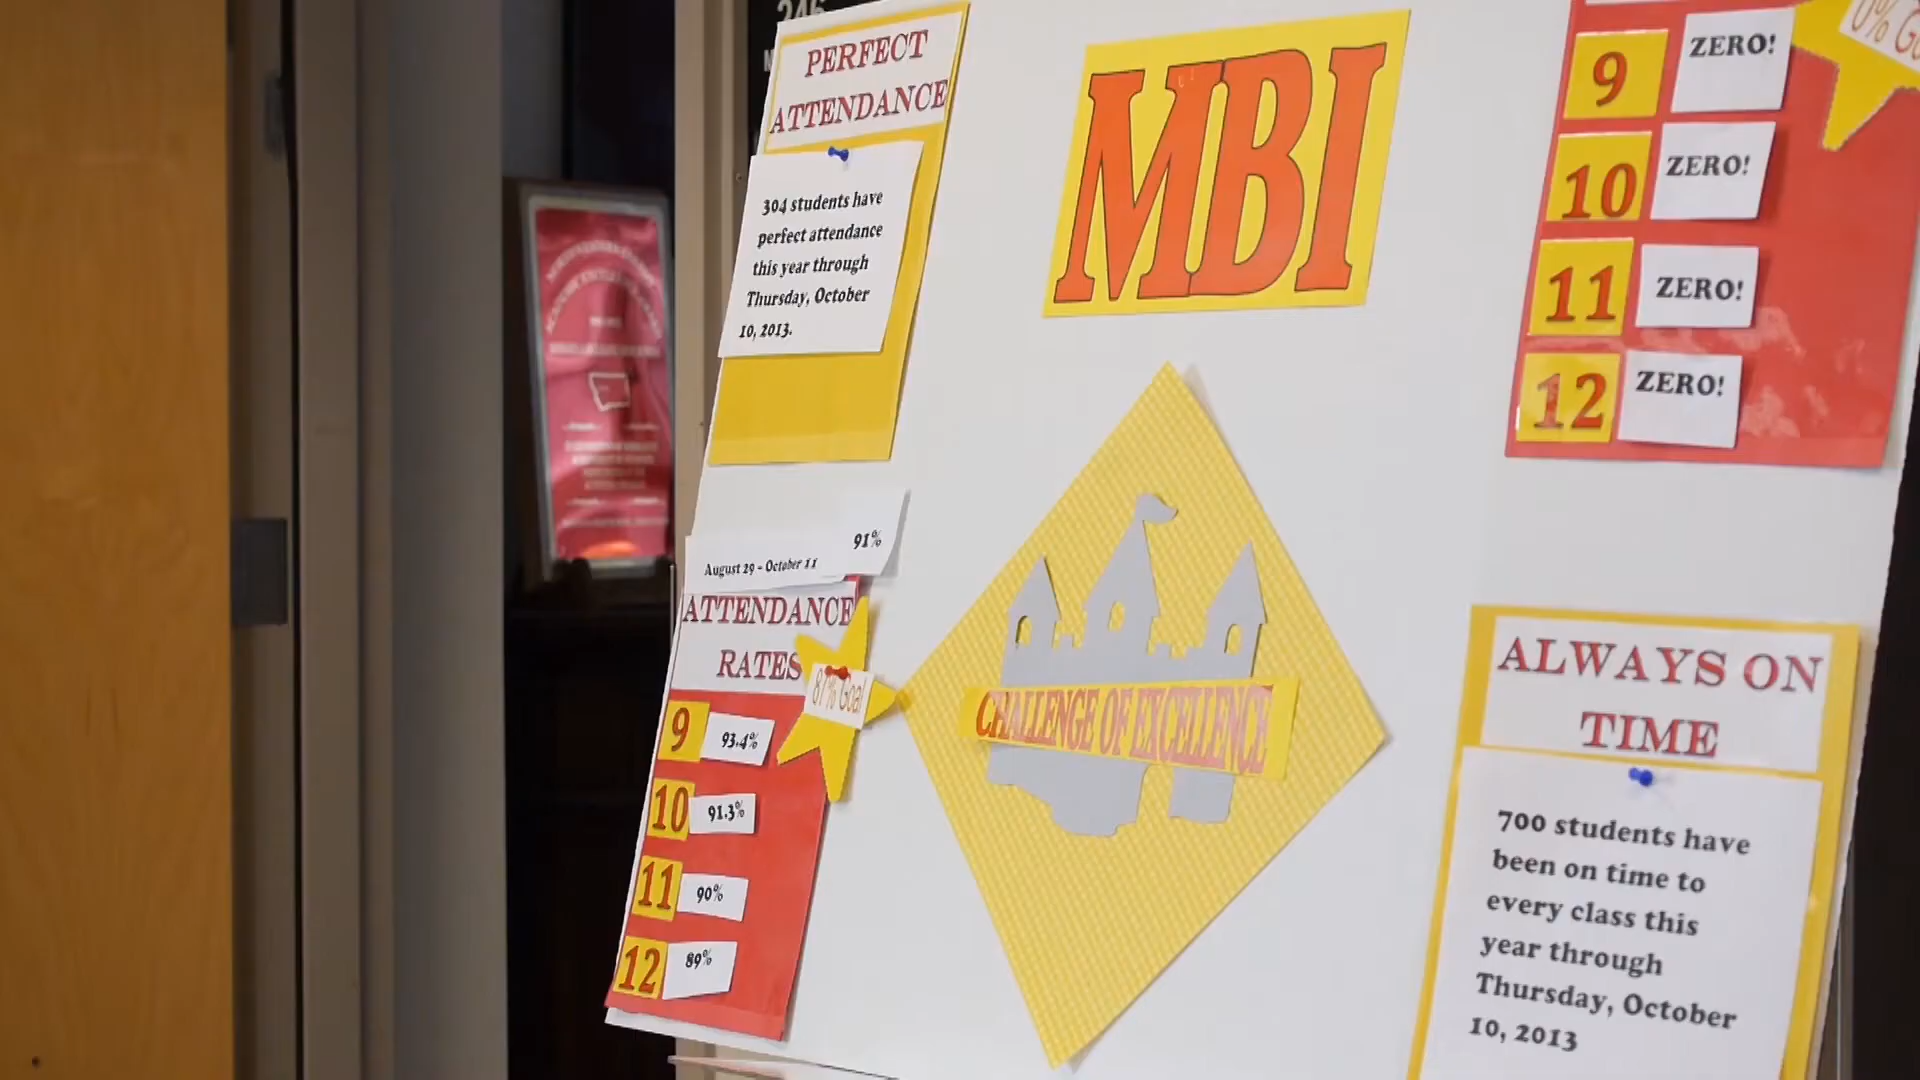 246
PERFECT
ATTENDANCE
304 students have
perfect attendance
this year through
Thursday, October
10, 2013.
91%
August 29 - October 11
ATTENDANCE
RATES
87% Goal
9 93.4%
10 91.3%
11 90%
12 89%
MBI
CHALLENGE OF EXCELLENCE
0%
9 ZERO!
10 ZERO!
11 ZERO!
12 ZERO!
ALWAYS ON
TIME
700 students have
been on time to
every class this
year through
Thursday, October
10, 2013